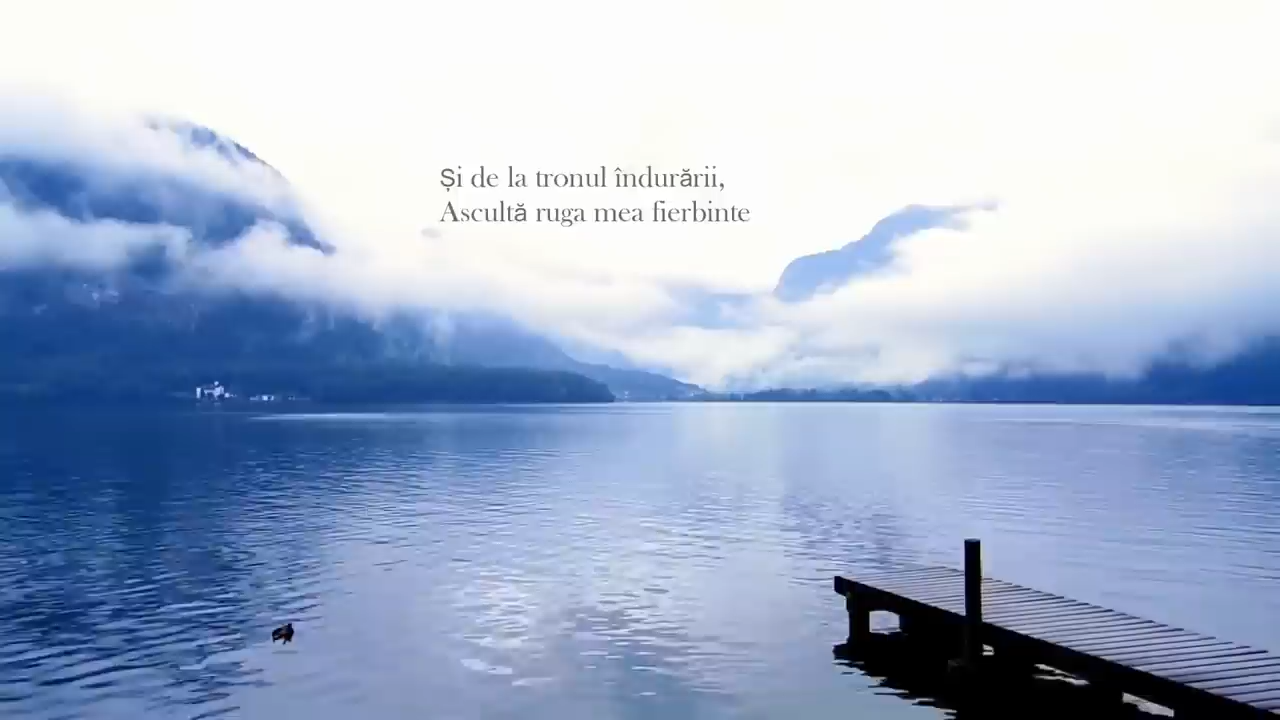 Și de la tronul îndurării,
Ascultă ruga mea fierbinte